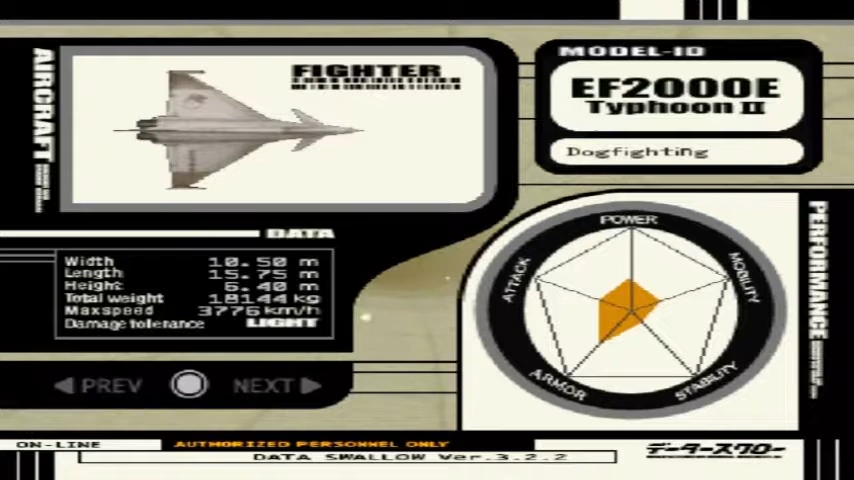 AIRCRAFT
FIGHTER
MODEL-ID
EF2000E
Typhoon II
Dogfighting
DATA
Width 10.50 m
Length 15.75 m
Height 6.40 m
Total weight 18144 kg
Maxspeed 3776 km/h
Damage tolerance LIGHT
PREV
NEXT
PERFORMANCE
POWER
MOBILITY
STABILITY
ARMOR
ATTACK
ON-LINE
AUTHORIZED PERSONNEL ONLY
DATA SWALLOW Ver.3.2.2
データースワロー